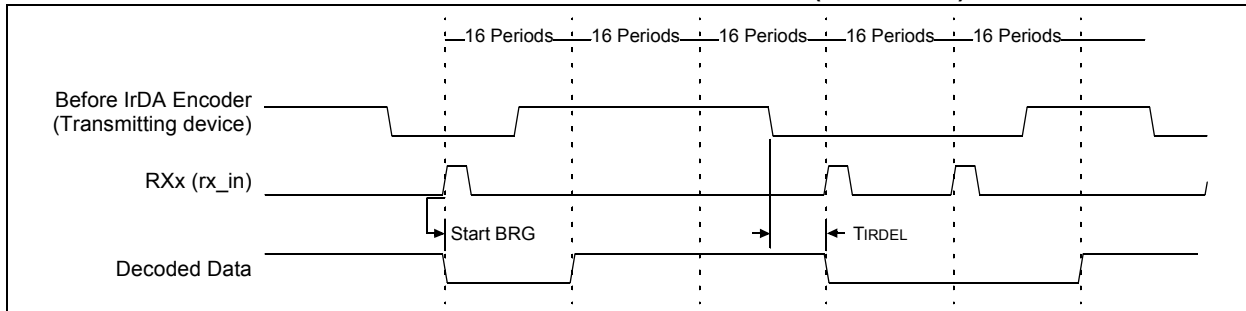 16 Periods 16 Periods 16 Periods 16 Periods 16 Periods
Before IrDA Encoder
(Transmitting device)
RXx (rx_in)
Start BRG
TIRDEL
Decoded Data